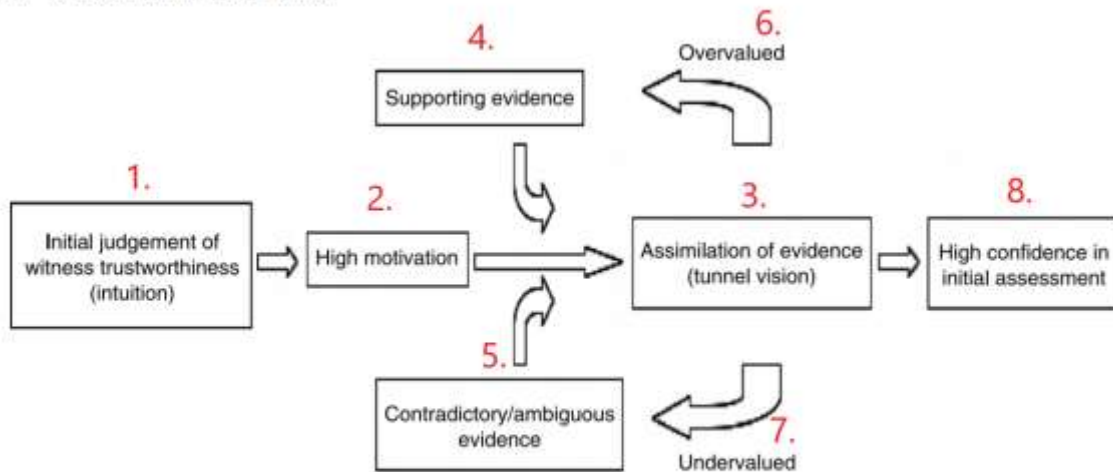 6.
4.
Overvalued
Supporting evidence
1.
2.
3.
8.
Initial judgement of
witness trustworthiness
(intuition)
High motivation
Assimilation of evidence
(tunnel vision)
High confidence in
initial assessment
5.
Contradictory/ambiguous
evidence
7.
Undervalued